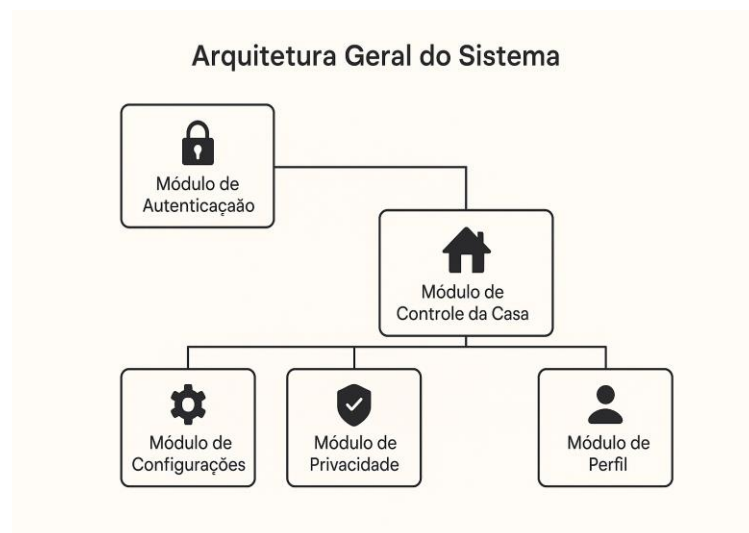 Arquitetura Geral do Sistema
Módulo de
Autenticaçaăo
Módulo de
Controle da Casa
Módulo de
Configurações
Módulo de
Privacidade
Módulo de
Perfil